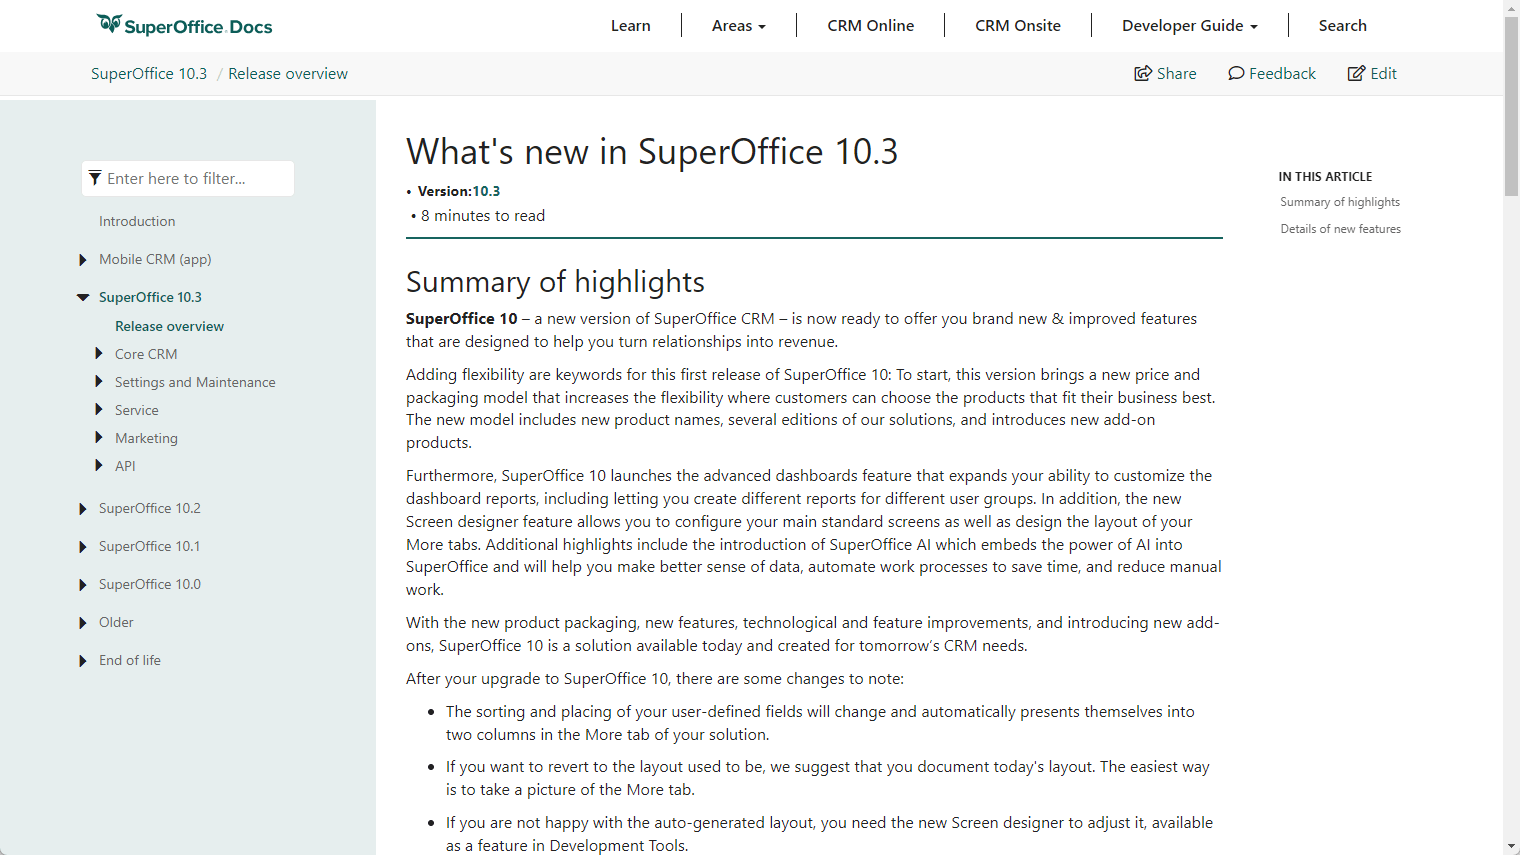 SuperOffice.Docs
Learn
Areas
CRM Online
CRM Onsite
Developer Guide
Search
SuperOffice 10.3 / Release overview
Share
Feedback
Edit
Enter here to filter...
Introduction
Mobile CRM (app)
SuperOffice 10.3
Release overview
Core CRM
Settings and Maintenance
Service
Marketing
API
SuperOffice 10.2
SuperOffice 10.1
SuperOffice 10.0
Older
End of life
What's new in SuperOffice 10.3
• Version:10.3
• 8 minutes to read
Summary of highlights
SuperOffice 10 – a new version of SuperOffice CRM – is now ready to offer you brand new & improved features
that are designed to help you turn relationships into revenue.
Adding flexibility are keywords for this first release of SuperOffice 10: To start, this version brings a new price and
packaging model that increases the flexibility where customers can choose the products that fit their business best.
The new model includes new product names, several editions of our solutions, and introduces new add-on
products.
Furthermore, SuperOffice 10 launches the advanced dashboards feature that expands your ability to customize the
dashboard reports, including letting you create different reports for different user groups. In addition, the new
Screen designer feature allows you to configure your main standard screens as well as design the layout of your
More tabs. Additional highlights include the introduction of SuperOffice AI which embeds the power of AI into
SuperOffice and will help you make better sense of data, automate work processes to save time, and reduce manual
work.
With the new product packaging, new features, technological and feature improvements, and introducing new add-
ons, SuperOffice 10 is a solution available today and created for tomorrow’s CRM needs.
After your upgrade to SuperOffice 10, there are some changes to note:
• The sorting and placing of your user-defined fields will change and automatically presents themselves into
two columns in the More tab of your solution.
• If you want to revert to the layout used to be, we suggest that you document today's layout. The easiest way
is to take a picture of the More tab.
• If you are not happy with the auto-generated layout, you need the new Screen designer to adjust it, available
as a feature in Development Tools.
IN THIS ARTICLE
Summary of highlights
Details of new features